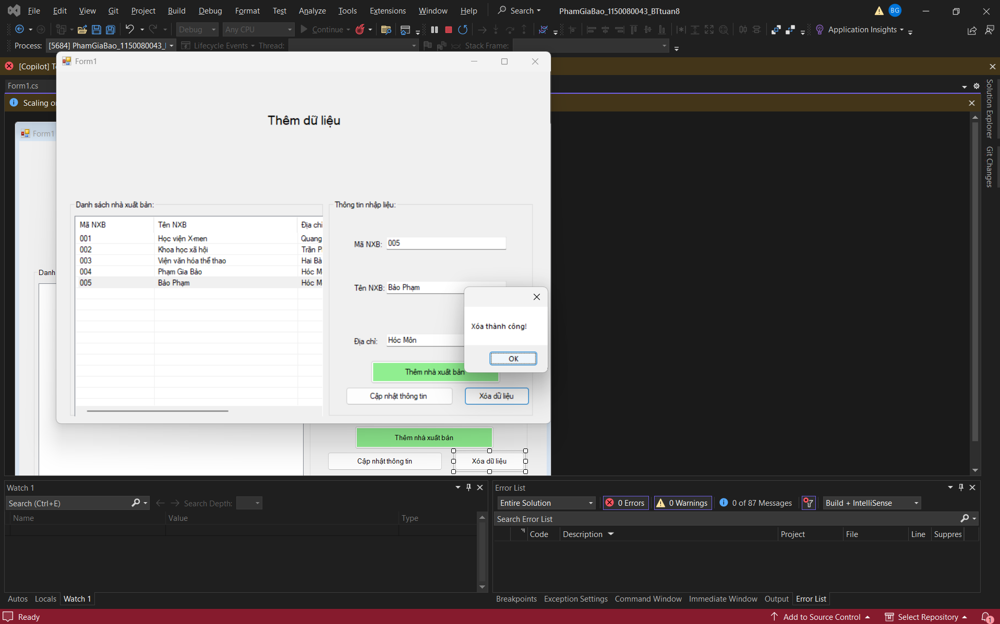 File Edit View Git Project Build Debug Format Test Analyze Tools Extensions Window Help Search PhamGiaBao_1150080043_BTtuan8 BG
Debug Any CPU Continue Application Insights
Process: [5684] PhamGiaBao_1150080043_ Lifecycle Events Thread: Stack Frame:
[Copilot]
Form1.cs
Scaling
Form1
Form1
Thêm dữ liệu
Danh sách nhà xuất bản:
Mã NXB Tên NXB Địa chỉ
001 Học viện X-men Quang
002 Khoa học xã hội Trần
003 Viện văn hóa thể thao Hai Bà
004 Phạm Gia Bảo Hóc M
005 Bảo Phạm Hóc M
Thông tin nhập liệu:
Mã NXB: 005
Tên NXB: Bảo Phạm
Địa chỉ: Hóc Môn
Thêm nhà xuất bản
Cập nhật thông tin Xóa dữ liệu
Xóa thành công!
OK
Danh
Thêm nhà xuất bản
Cập nhật thông tin Xóa dữ liệu
Solution Explorer
Git Changes
Watch 1
Search (Ctrl+E) Search Depth:
Name Value Type
Autos Locals Watch 1
Error List
Entire Solution 0 Errors 0 Warnings 0 of 87 Messages Build + IntelliSense
Search Error List
Code Description Project File Line Suppres
Breakpoints Exception Settings Command Window Immediate Window Output Error List
Ready Add to Source Control Select Repository 1